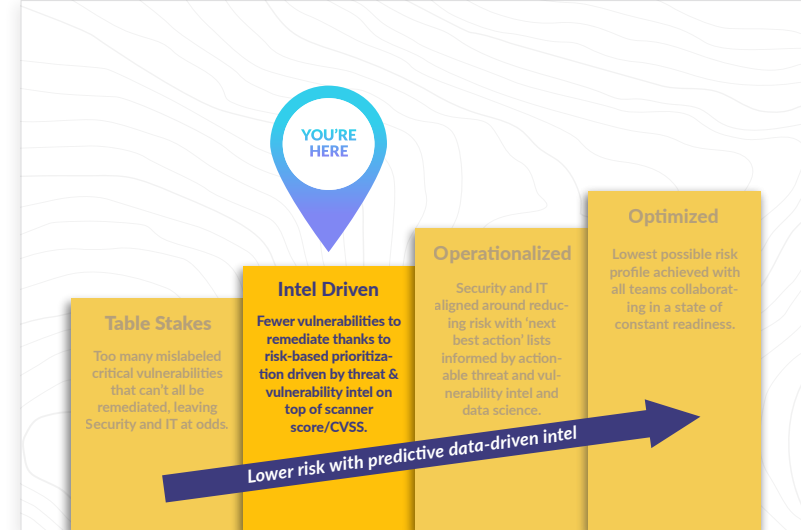 YOU'RE
HERE
Table Stakes
Too many mislabeled
critical vulnerabilities
that can't all be
remediated, leaving
Security and IT at odds.
Intel Driven
Fewer vulnerabilities to
remediate thanks to
risk-based prioritiza-
tion driven by threat &
vulnerability intel on
top of scanner
score/CVSS.
Operationalized
Security and IT
aligned around reduc-
ing risk with 'next
best action' lists
informed by action-
able threat and vul-
nerability intel and
data science.
Optimized
Lowest possible risk
profile achieved with
all teams collaborat-
ing in a state of
constant readiness.
Lower risk with predictive data-driven intel